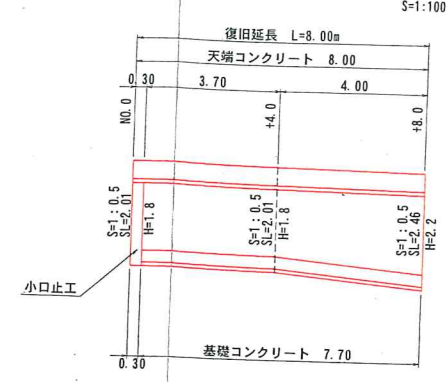 S=1:100
復旧延長 L=8.00m
天端コンクリート 8.00
0.30
3.70
4.00
NO.0
+4.0
+8.0
S=1:0.5
SL=2.01
H=1.8
S=1:0.5
SL=2.01
H=1.8
S=1:0.5
SL=2.46
H=2.2
小口止工
基礎コンクリート 7.70
0.30